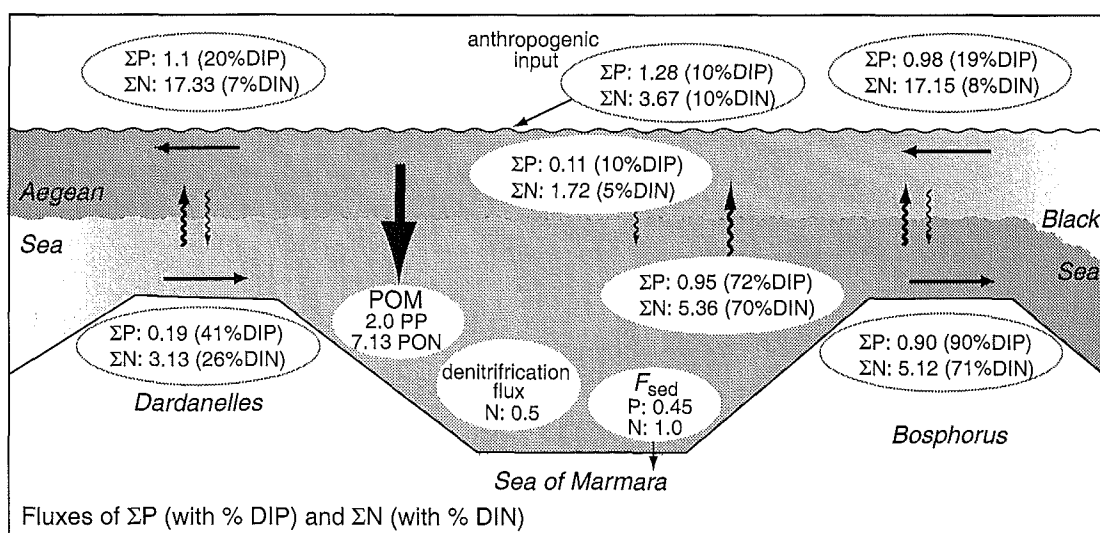 ΣP: 1.1 (20%DIP)
ΣN: 17.33 (7%DIN)
anthropogenic
input
ΣP: 1.28 (10%DIP)
ΣN: 3.67 (10%DIN)
ΣP: 0.98 (19%DIP)
ΣN: 17.15 (8%DIN)
ΣP: 0.11 (10%DIP)
ΣN: 1.72 (5%DIN)
Aegean
Sea
Black
Sea
ΣP: 0.95 (72%DIP)
ΣN: 5.36 (70%DIN)
POM
2.0 PP
7.13 PON
ΣP: 0.19 (41%DIP)
ΣN: 3.13 (26%DIN)
Dardanelles
ΣP: 0.90 (90%DIP)
ΣN: 5.12 (71%DIN)
Bosphorus
denitrifrication
flux
N: 0.5
Fsed
P: 0.45
N: 1.0
Sea of Marmara
Fluxes of ΣP (with % DIP) and ΣN (with % DIN)